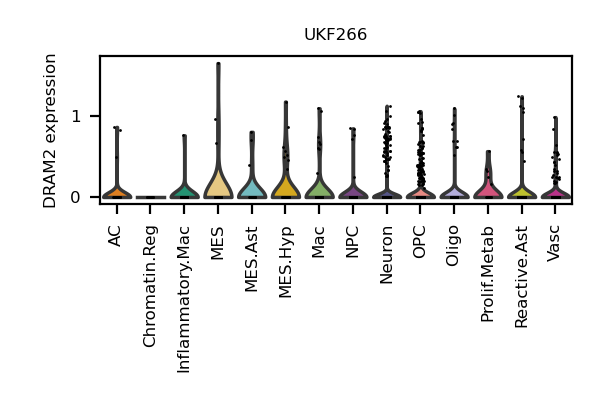 UKF266
DRAM2 expression
1
0
AC
Chromatin.Reg
Inflammatory.Mac
MES
MES.Ast
MES.Hyp
Mac
NPC
Neuron
OPC
Oligo
Prolif.Metab
Reactive.Ast
Vasc